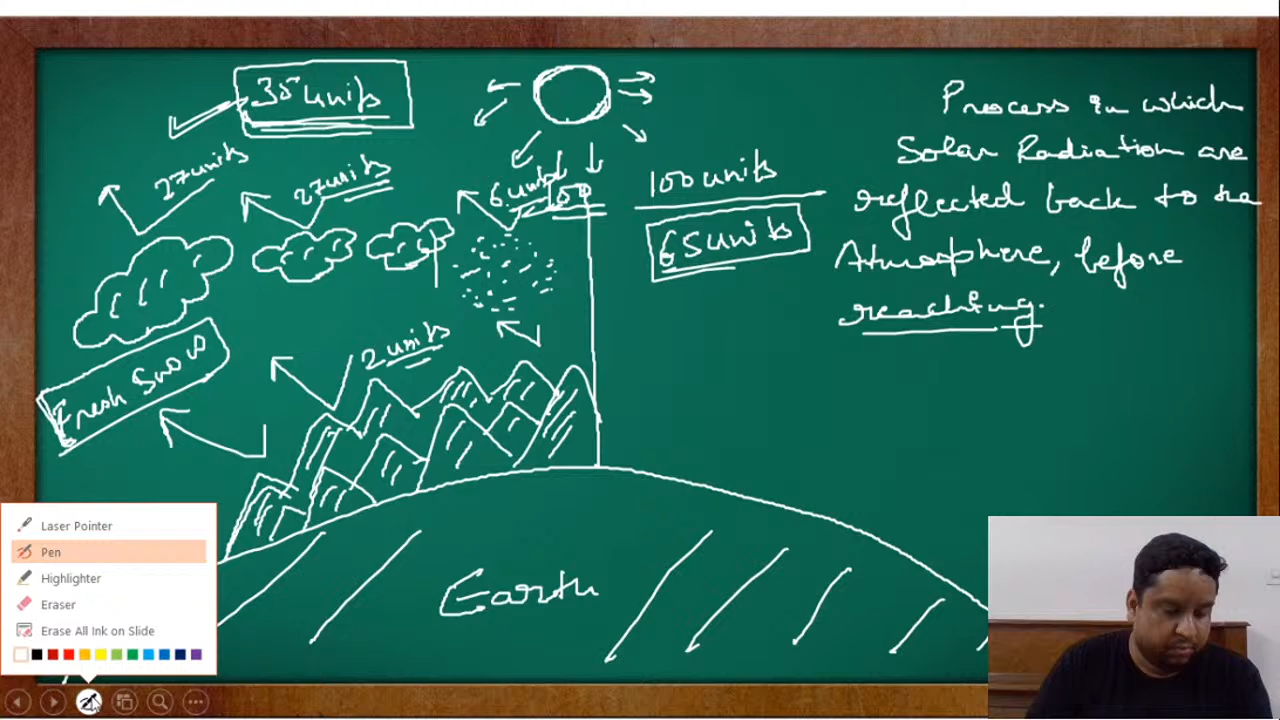 35 units
27 units
27 units
6 units
100
100 units
65 units
2 units
Fresh Snow
Earth
Process in which
Solar Radiation are
reflected back to the
Atmosphere, before
reaching.
Laser Pointer
Pen
Highlighter
Eraser
Erase All Ink on Slide